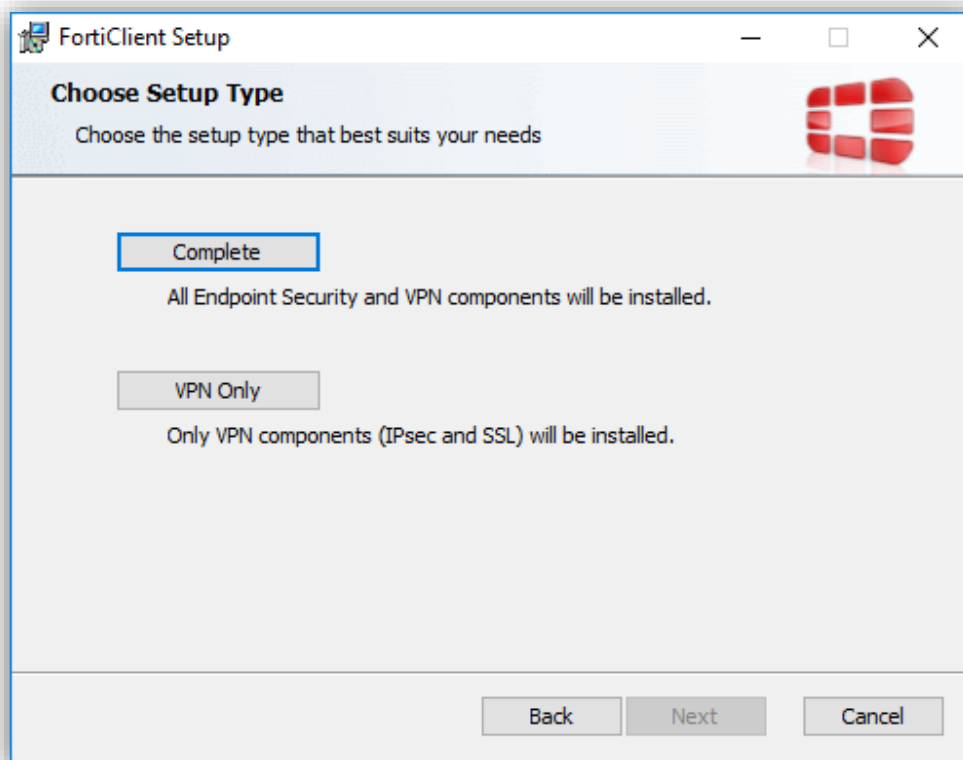 FortiClient Setup
Choose Setup Type
Choose the setup type that best suits your needs
Complete
All Endpoint Security and VPN components will be installed.
VPN Only
Only VPN components (IPsec and SSL) will be installed.
Back Next Cancel